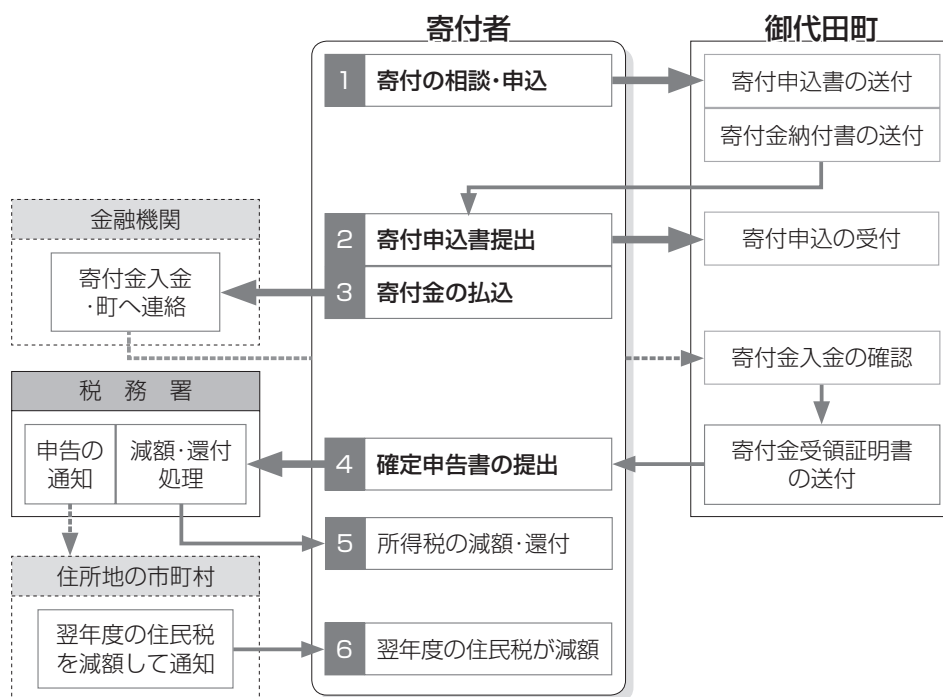 寄付者
御代田町
1 寄付の相談・申込
寄付申込書の送付
寄付金納付書の送付
金融機関
寄付金入金
・町へ連絡
2 寄付申込書提出
3 寄付金の払込
寄付申込の受付
寄付金入金の確認
税務署
申告の
通知
減額・還付
処理
4 確定申告書の提出
寄付金受領証明書
の送付
5 所得税の減額・還付
住所地の市町村
翌年度の住民税
を減額して通知
6 翌年度の住民税が減額